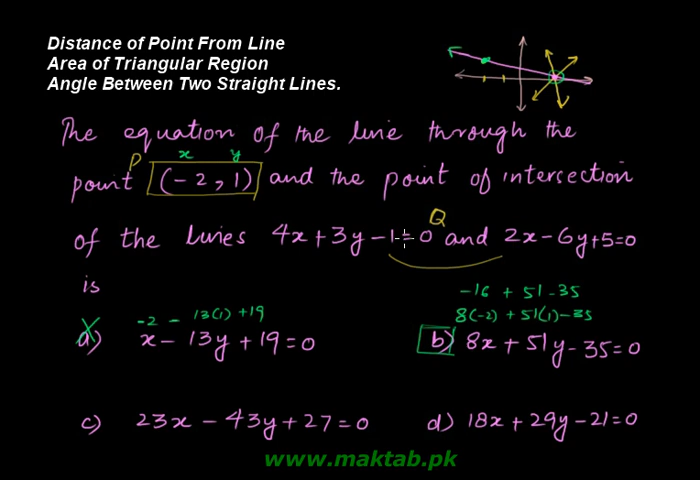 Distance of Point From Line
Area of Triangular Region
Angle Between Two Straight Lines.
The equation of the line through the
P x y
point (-2, 1) and the point of intersection
Q
of the lines 4x+3y-1=0 and 2x-6y+5=0
is
-16 + 51-35
-2 - 13(1) +19
8(-2) + 51(1)-35
a) x - 13y + 19 = 0
b) 8x + 51y - 35 = 0
c) 23x - 43y + 27 = 0
d) 18x + 29y - 21 = 0
www.maktab.pk